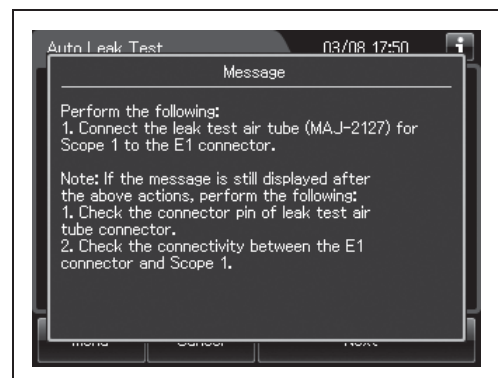 Auto Leak Test 03/08 17:50 i
Message
Perform the following:
1. Connect the leak test air tube (MAJ-2127) for
Scope 1 to the E1 connector.
Note: If the message is still displayed after
the above actions, perform the following:
1. Check the connector pin of leak test air
tube connector.
2. Check the connectivity between the E1
connector and Scope 1.
Menu Cancel Next